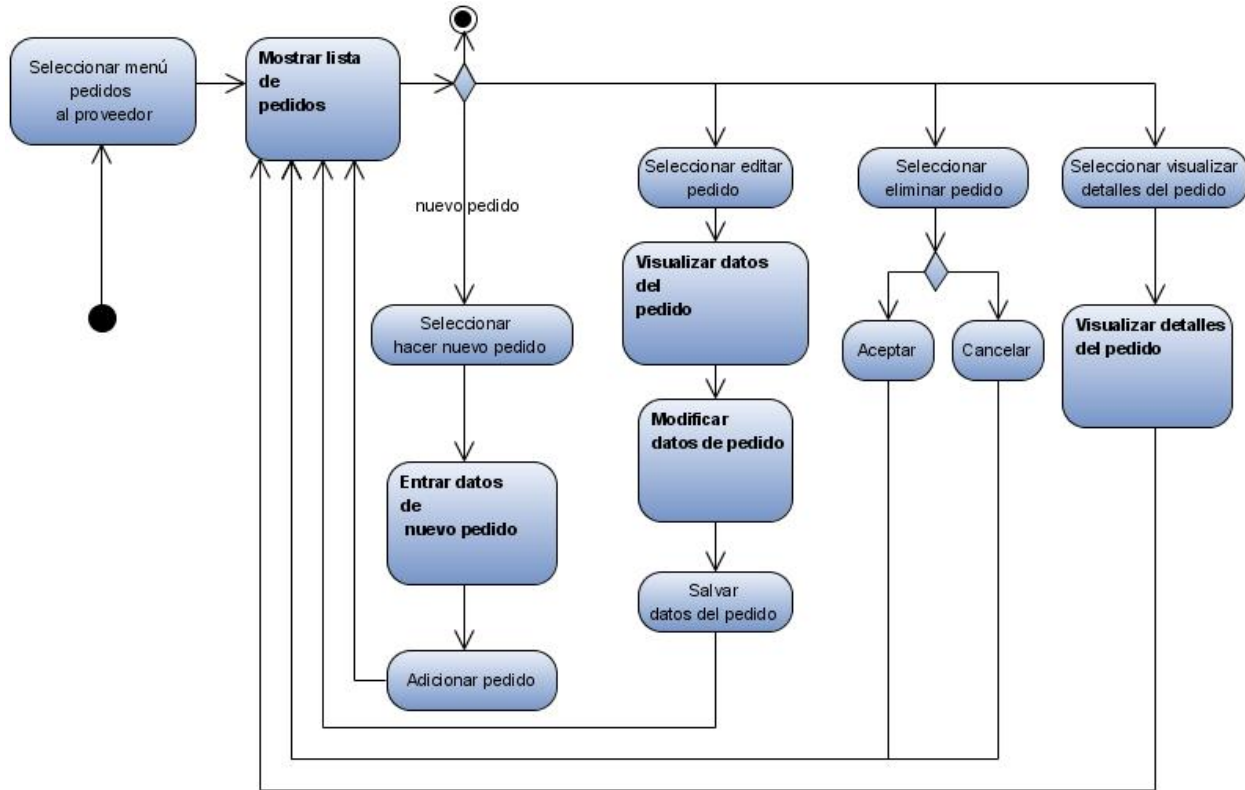 Seleccionar menú
pedidos
al proveedor
Mostrar lista
de
pedidos
nuevo pedido
Seleccionar
hacer nuevo pedido
Entrar datos
de
nuevo pedido
Adicionar pedido
Seleccionar editar
pedido
Visualizar datos
del
pedido
Modificar
datos de pedido
Salvar
datos del pedido
Seleccionar
eliminar pedido
Aceptar
Cancelar
Seleccionar visualizar
detalles del pedido
Visualizar detalles
del pedido